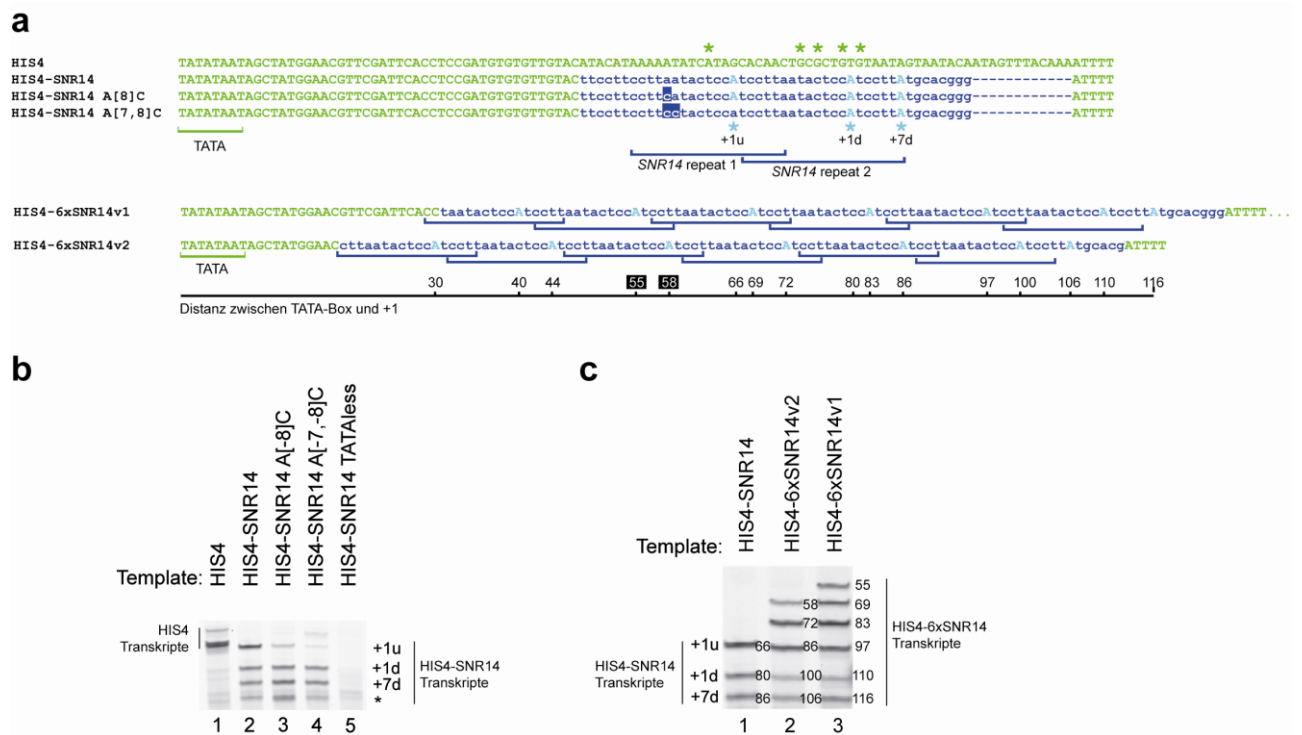 a
* * * * *
HIS4 TATATAATAGCTATGGAACGTTCGATTCACCTCCGATGTGTGTTGTACATACATAAAAATATCATAGCACAACTGCGCTGTGTAATAGTAATACAATAGTTTACAAAATTTT
HIS4-SNR14 TATATAATAGCTATGGAACGTTCGATTCACCTCCGATGTGTGTTGTACttccttccttaatactccAtccttaatactccAtccttAtgcacggg------------ATTTT
HIS4-SNR14 A[8]C TATATAATAGCTATGGAACGTTCGATTCACCTCCGATGTGTGTTGTACttccttccttcatactccAtccttaatactccAtccttAtgcacggg------------ATTTT
HIS4-SNR14 A[7,8]C TATATAATAGCTATGGAACGTTCGATTCACCTCCGATGTGTGTTGTACttccttccttcctactccatccttaatactccAtccttAtgcacggg------------ATTTT
* * *
TATA +1u +1d +7d
SNR14 repeat 1
SNR14 repeat 2
HIS4-6xSNR14v1 TATATAATAGCTATGGAACGTTCGATTCACCtaatactccAtccttaatactccAtccttaatactccAtccttaatactccAtccttaatactccAtccttaatactccAtccttAtgcacgggATTTT...
HIS4-6xSNR14v2 TATATAATAGCTATGGAACcttaatactccAtccttaatactccAtccttaatactccAtccttaatactccAtccttaatactccAtccttaatactccAtccttAtgcacgATTTT
TATA
30 40 44 55 58 66 69 72 80 83 86 97 100 106 110 116
Distanz zwischen TATA-Box und +1
b
Template:
HIS4
HIS4-SNR14
HIS4-SNR14 A[-8]C
HIS4-SNR14 A[-7,-8]C
HIS4-SNR14 TATAless
HIS4
Transkripte
+1u
+1d
+7d
*
HIS4-SNR14
Transkripte
1 2 3 4 5
c
Template:
HIS4-SNR14
HIS4-6xSNR14v2
HIS4-6xSNR14v1
55
58 69
72 83
+1u 66 86 97
+1d 80 100 110
+7d 86 106 116
HIS4-SNR14
Transkripte
HIS4-6xSNR14
Transkripte
1 2 3